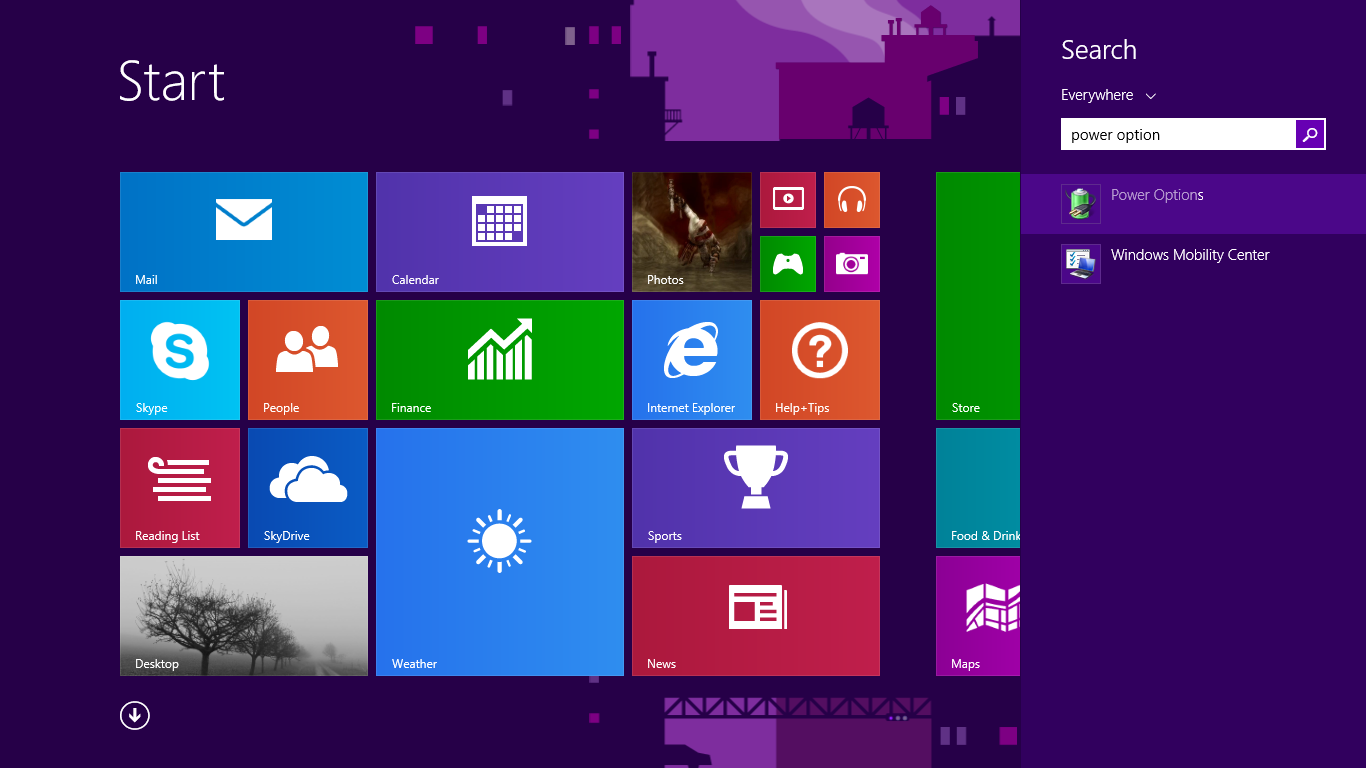 Start
Search
Everywhere
power option
Power Options
Windows Mobility Center
Mail
Calendar
Photos
Skype
People
Finance
Internet Explorer
Help+Tips
Store
Reading List
SkyDrive
Weather
Sports
Food & Drink
Desktop
News
Maps